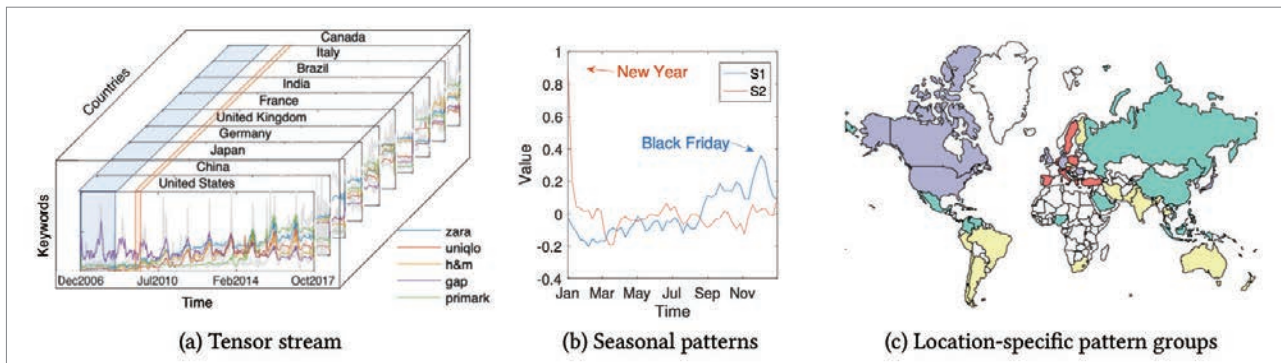 Countries
Canada
Italy
Brazil
India
France
United Kingdom
Germany
Japan
China
United States
Keywords
Dec2006 Jul2010 Feb2014 Oct2017
Time
zara
uniqlo
h&m
gap
primark
(a) Tensor stream
1
0.8
0.6
0.4
0.2
0
-0.2
-0.4
Value
New Year
Black Friday
S1
S2
Jan Mar May Jul Sep Nov
Time
(b) Seasonal patterns
(c) Location-specific pattern groups